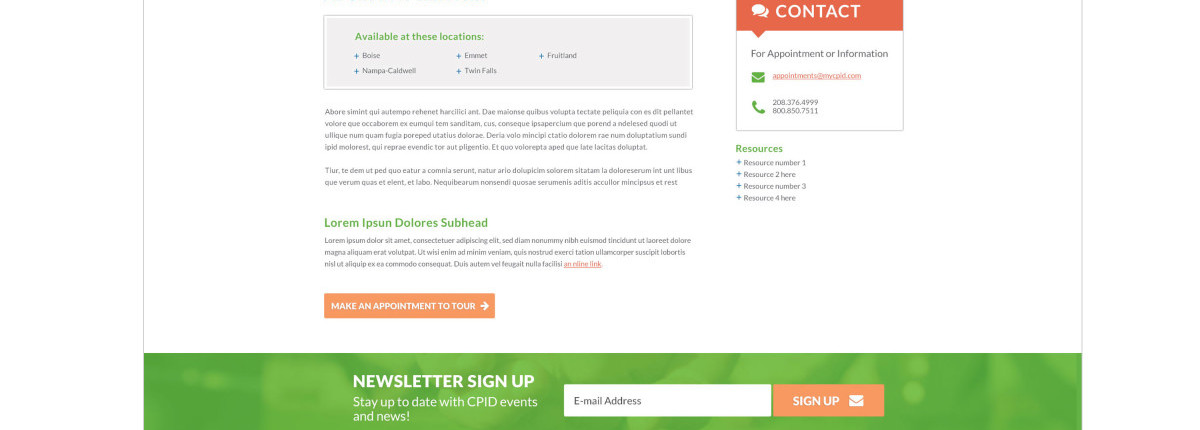 Available at these locations:
Boise
Emmet
Fruitland
Nampa-Caldwell
Twin Falls
Abore simint qui autempo rehenet harcilici ant. Dae maionse quibus volupta tectate peliquia con es dit pellantet
volore que occaborem ex eumqui tem sanditam, cus, conseque ipsapercium que porend a ndelesed quodi ut
ullique num quam fugia poreped utatius dolorae. Deria volo mincipi ctatio dolorem rae num doluptatium sundi
ipid molorest, qui reprae evendic tor aut pligentio. Et quo volorepta aped que late lacitas doluptat.
Tiur, te dem ut ped quo eatur a comnia serunt, natur ario dolupicim solorem sitatam la doloreserum int unt libus
que verum quas et elent, et labo. Nequibearum nonsendi quosae serumenis aditis accullor mincipsus et rest
Lorem Ipsun Dolores Subhead
Lorem ipsum dolor sit amet, consectetuer adipiscing elit, sed diam nonummy nibh euismod tincidunt ut laoreet dolore
magna aliquam erat volutpat. Ut wisi enim ad minim veniam, quis nostrud exerci tation ullamcorper suscipit lobortis
nisl ut aliquip ex ea commodo consequat. Duis autem vel feugait nulla facilisi an nline link.
MAKE AN APPOINTMENT TO TOUR
CONTACT
For Appointment or Information
appointments@mycpid.com
208.376.4999
800.850.7511
Resources
Resource number 1
Resource 2 here
Resource number 3
Resource 4 here
NEWSLETTER SIGN UP
Stay up to date with CPID events
and news!
E-mail Address
SIGN UP